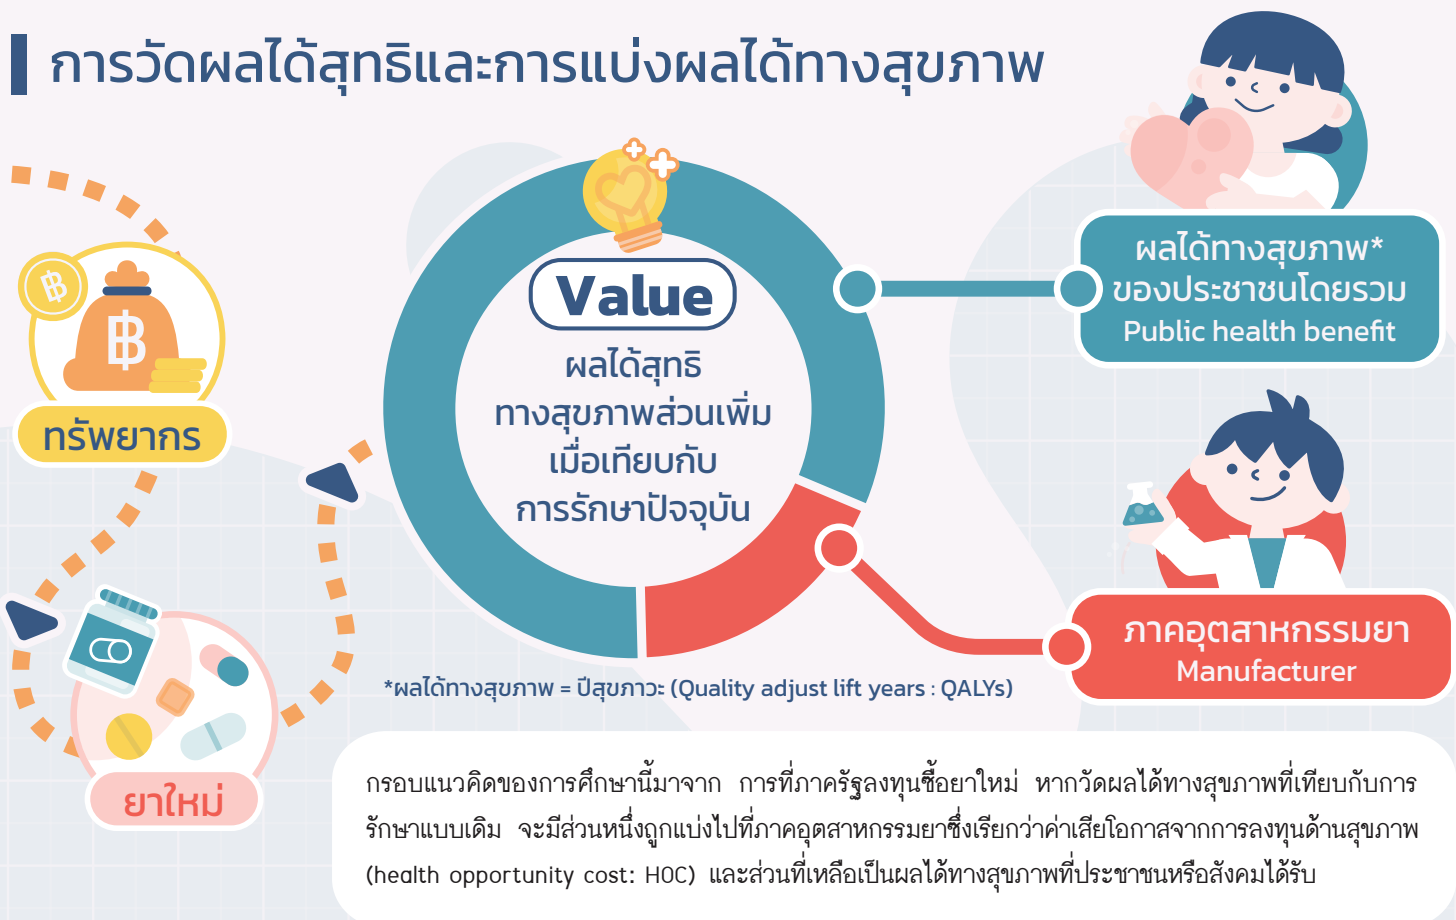 การวัดผลได้สุทธิและการแบ่งผลได้ทางสุขภาพ
ทรัพยากร
ยาใหม่
Value
ผลได้สุทธิ
ทางสุขภาพส่วนเพิ่ม
เมื่อเทียบกับ
การรักษาปัจจุบัน
ผลได้ทางสุขภาพ*
ของประชาชนโดยรวม
Public health benefit
ภาคอุตสาหกรรมยา
Manufacturer
*ผลได้ทางสุขภาพ = ปีสุขภาวะ (Quality adjust lift years : QALYs)
กรอบแนวคิดของการศึกษานี้มาจาก การที่ภาครัฐลงทุนซื้อยาใหม่ หากวัดผลได้ทางสุขภาพที่เทียบกับการ
รักษาแบบเดิม จะมีส่วนหนึ่งถูกแบ่งไปที่ภาคอุตสาหกรรมยาซึ่งเรียกว่าค่าเสียโอกาสจากการลงทุนด้านสุขภาพ
(health opportunity cost: HOC) และส่วนที่เหลือเป็นผลได้ทางสุขภาพที่ประชาชนหรือสังคมได้รับ